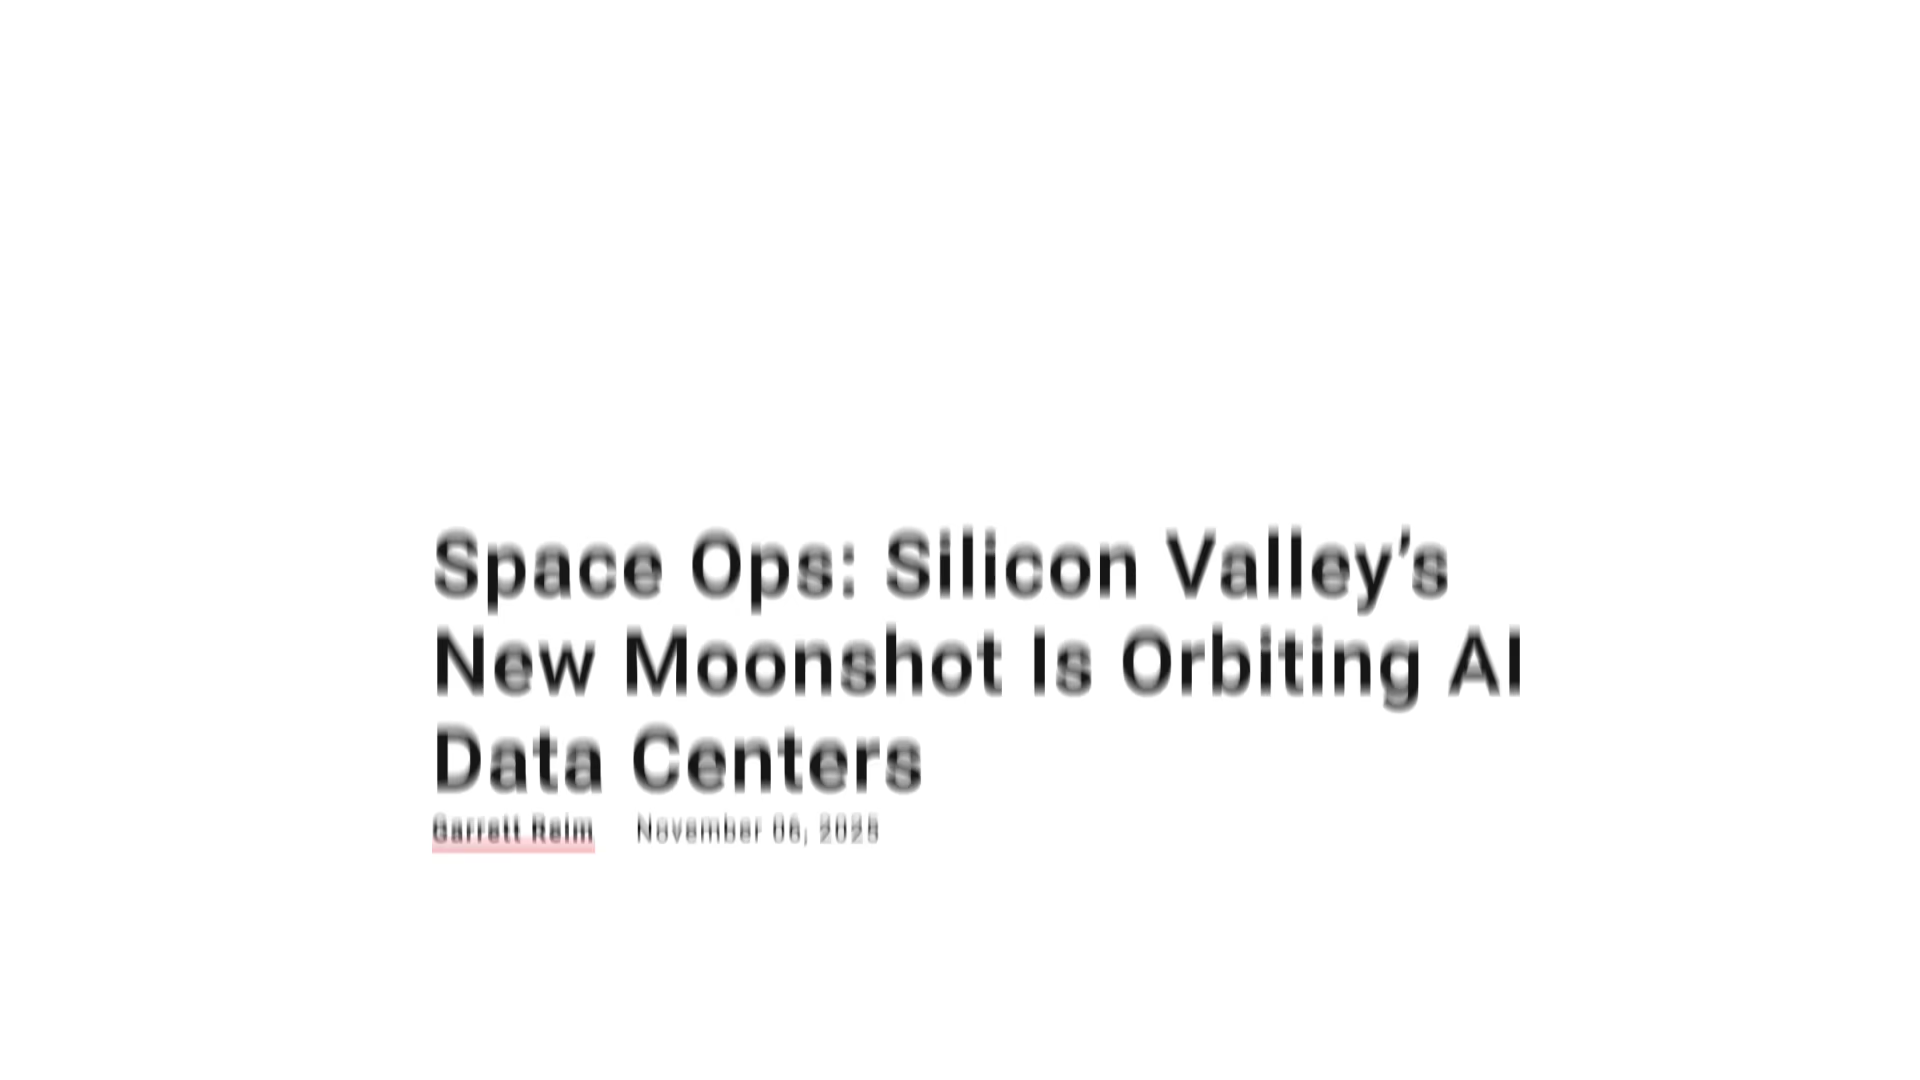 Space Ops: Silicon Valley’s
New Moonshot Is Orbiting AI
Data Centers
Garrett Reim November 06, 2025